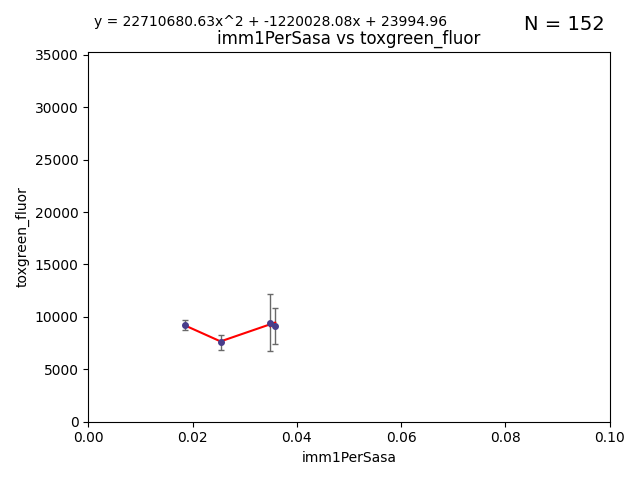 y = 22710680.63x^2 + -1220028.08x + 23994.96
N = 152
imm1PerSasa vs toxgreen_fluor
35000
30000
25000
20000
15000
10000
5000
0
toxgreen_fluor
0.00 0.02 0.04 0.06 0.08 0.10
imm1PerSasa